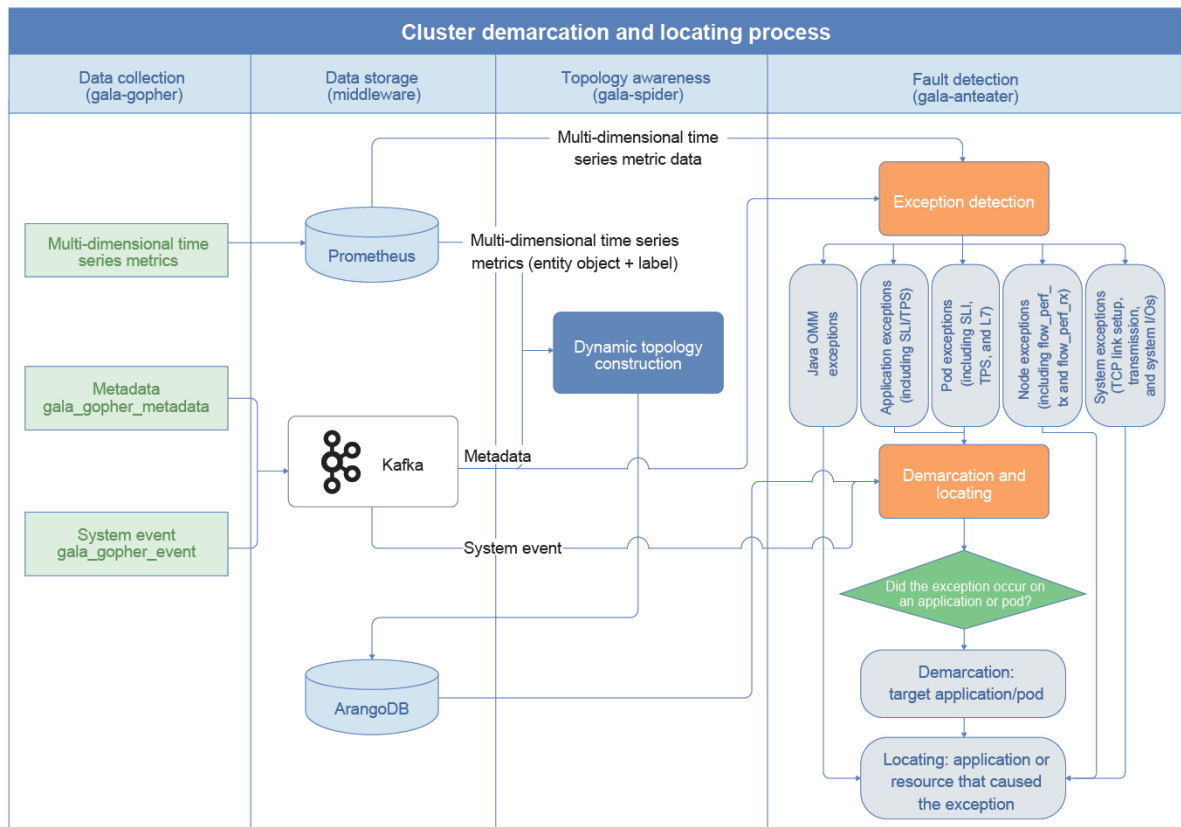 Cluster demarcation and locating process
Data collection
(gala-gopher)
Data storage
(middleware)
Topology awareness
(gala-spider)
Fault detection
(gala-anteater)
Multi-dimensional time
series metric data
Exception detection
Multi-dimensional time
series metrics
Prometheus
Multi-dimensional time series
metrics (entity object + label)
Java OMM
exceptions
Application exceptions
(including SLI/TPS)
Pod exceptions
(including SLI,
TPS, and L7)
Node exceptions
(including flow_perf_
tx and flow_perf_rx)
System exceptions
(TCP link setup,
transmission,
and system I/Os)
Dynamic topology
construction
Metadata
gala_gopher_metadata
Kafka
Metadata
Demarcation and
locating
System event
gala_gopher_event
System event
Did the exception occur on
an application or pod?
Demarcation:
target application/pod
ArangoDB
Locating: application or
resource that caused
the exception